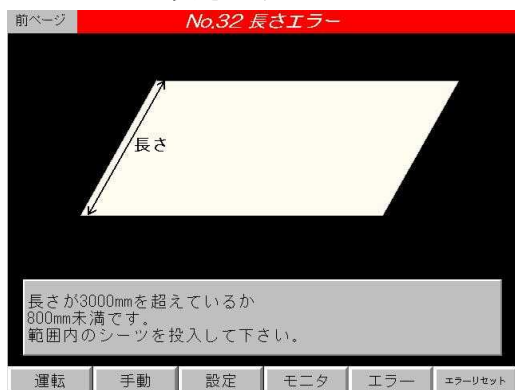 前ページ
No,32 長さエラー
長さ
長さが3000mmを超えているか
800mm未満です。
範囲内のシーツを投入して下さい。
運転 手動 設定 モニタ エラー エラーリセット